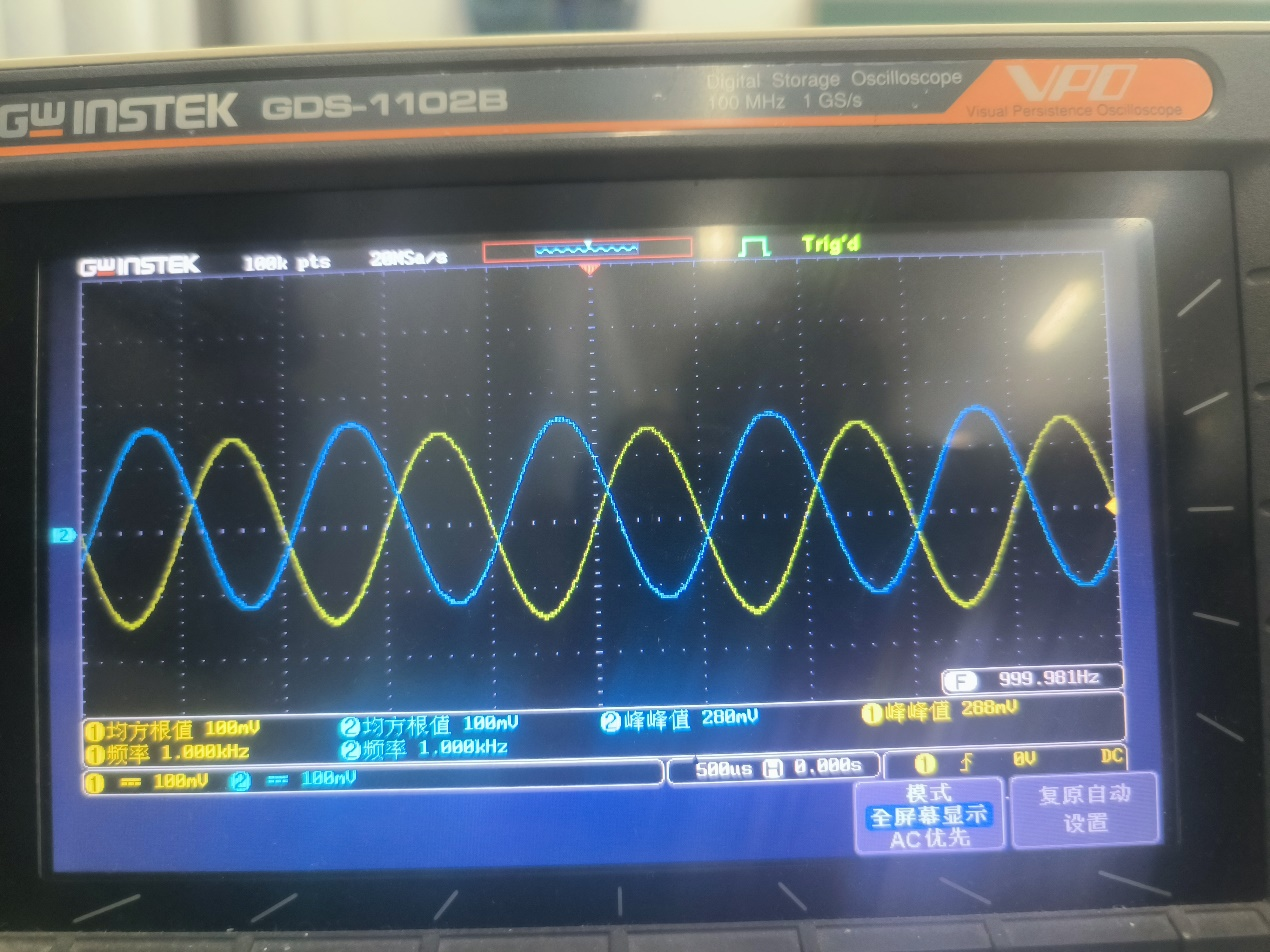 GW INSTEK GDS-1102B Digital Storage Oscilloscope
100 MHz 1 GS/s
VPO
Visual Persistence Oscilloscope
GW INSTEK 100k pts 20MSa/s Trig'd
2
F 999.981Hz
1 均方根值 100mV 2 均方根值 100mV 2 峰峰值 280mV 1 峰峰值 288mV
1 频率 1.000kHz 2 频率 1.000kHz
1 100mV 2 100mV 500us H 0.000s 1 0V DC
模式
全屏幕显示
AC优先
复原自动
设置